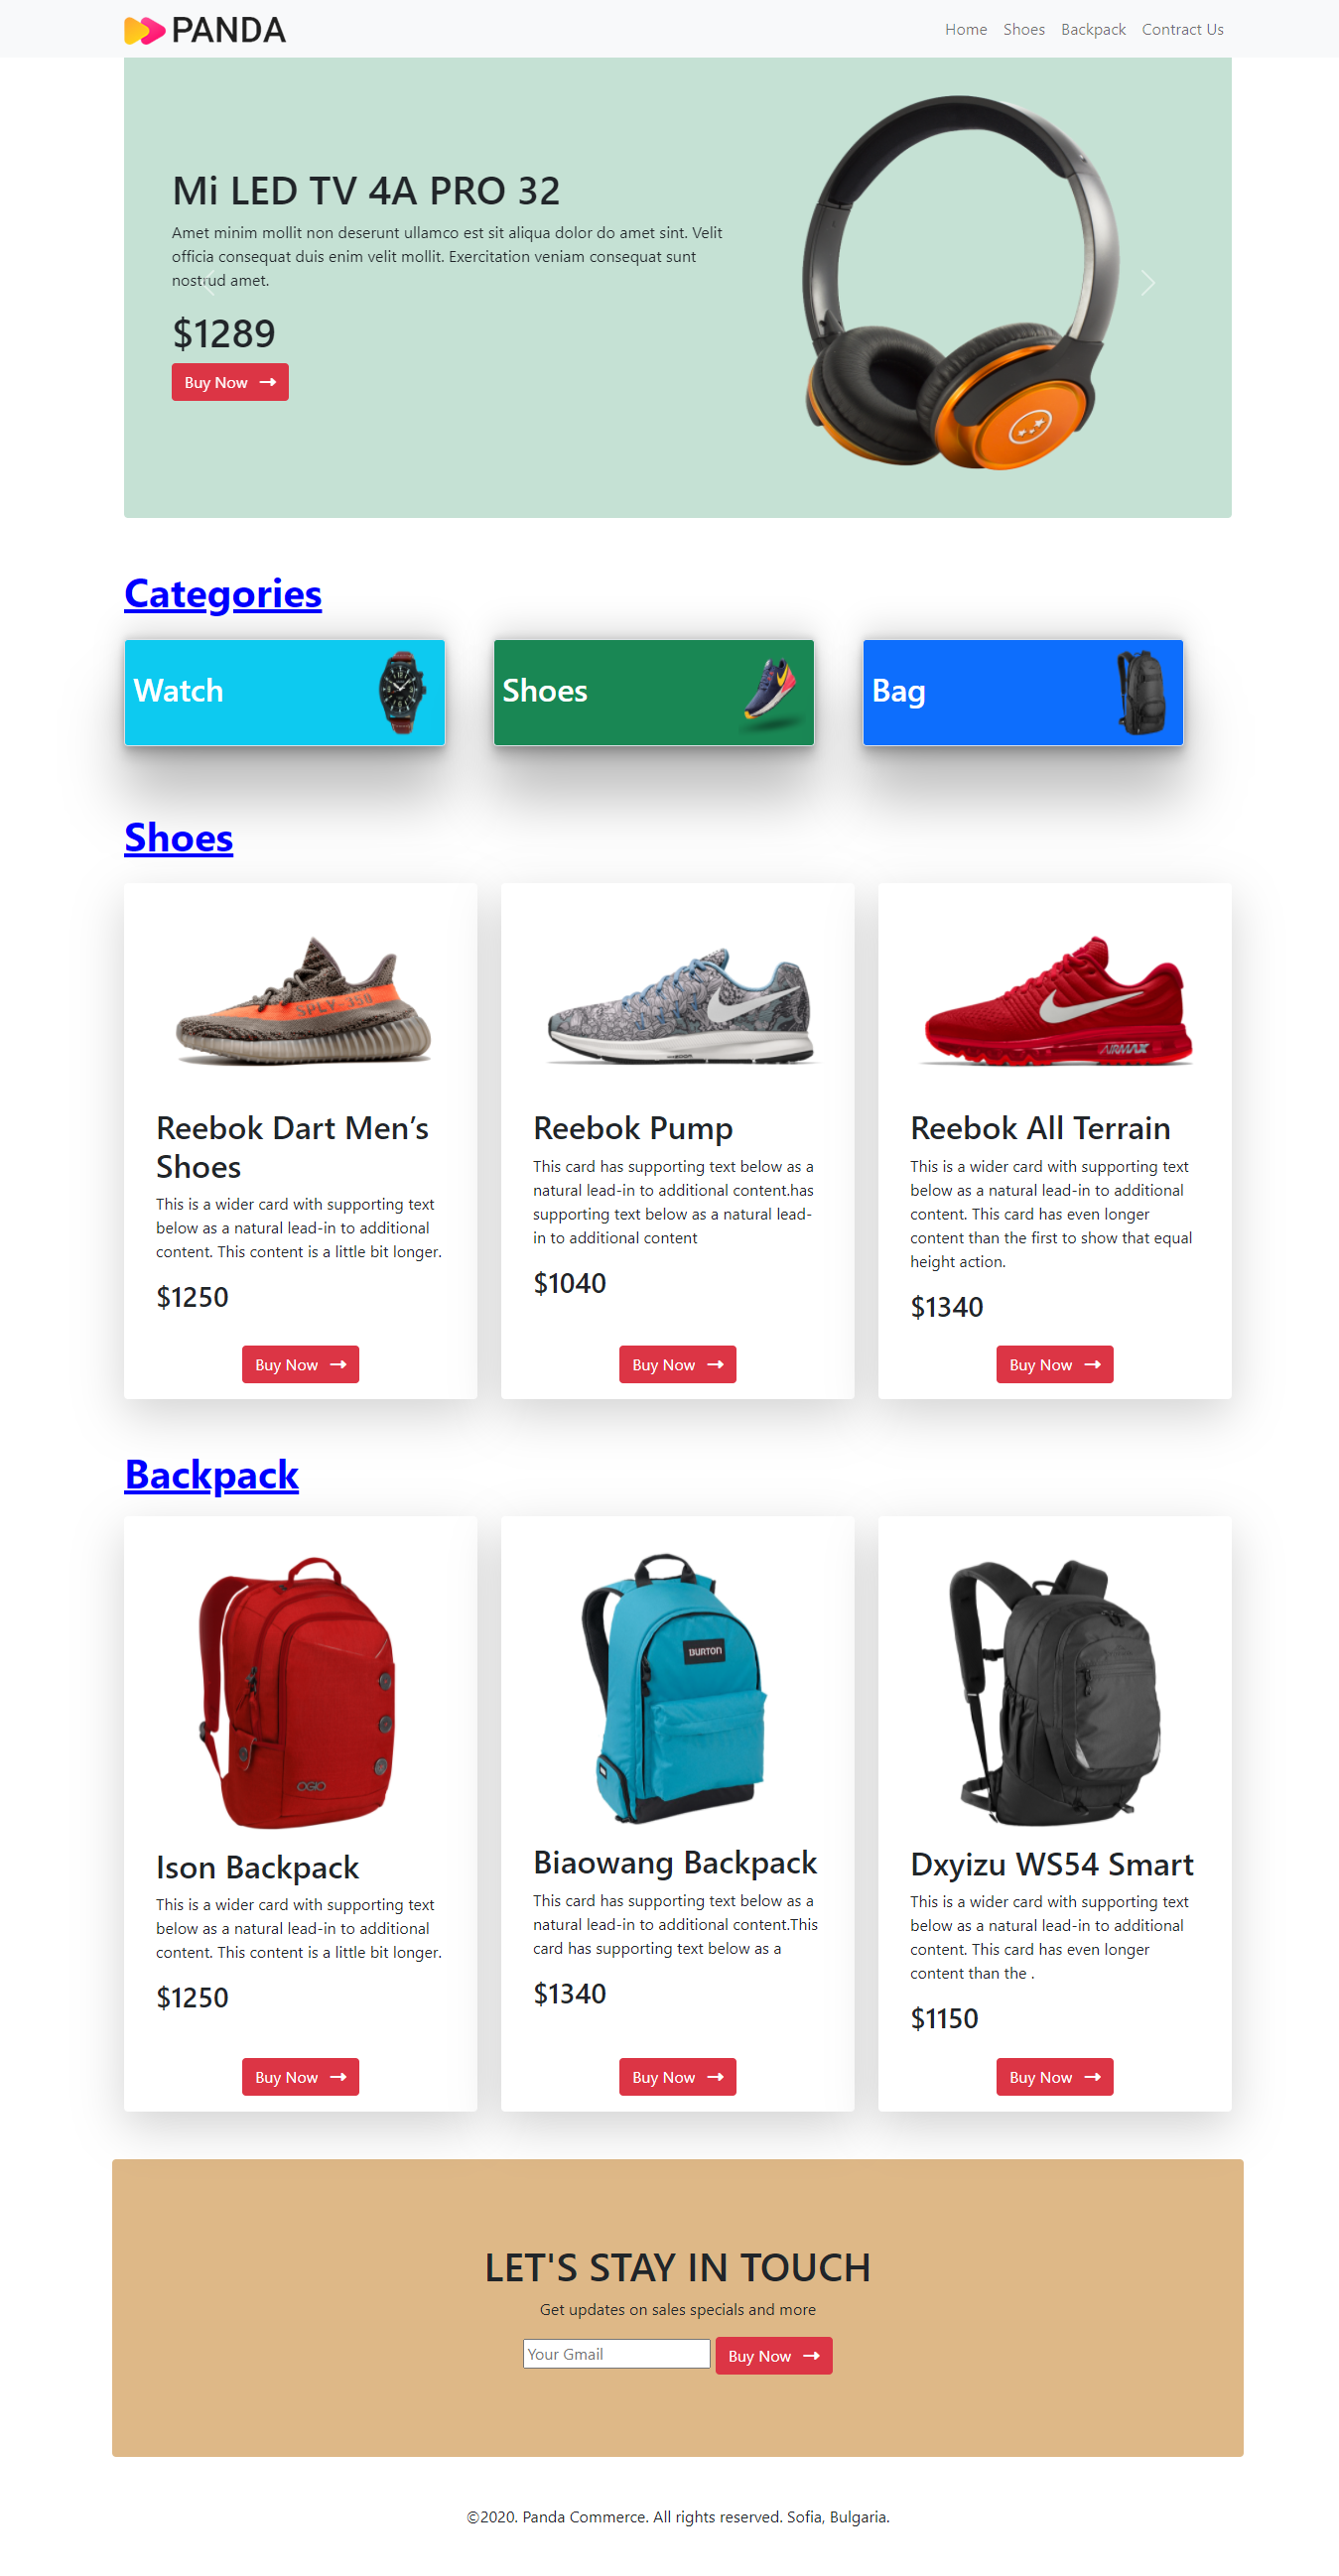 PANDA
Home Shoes Backpack Contract Us
Mi LED TV 4A PRO 32
Amet minim mollit non deserunt ullamco est sit aliqua dolor do amet sint. Velit
officia consequat duis enim velit mollit. Exercitation veniam consequat sunt
nostrud amet.
$1289
Buy Now →
Categories
Watch
Shoes
Bag
Shoes
SPLY-350
Reebok Dart Men’s
Shoes
This is a wider card with supporting text
below as a natural lead-in to additional
content. This content is a little bit longer.
$1250
Buy Now →
Reebok Pump
This card has supporting text below as a
natural lead-in to additional content.has
supporting text below as a natural lead-
in to additional content
$1040
Buy Now →
AIRMAX
Reebok All Terrain
This is a wider card with supporting text
below as a natural lead-in to additional
content. This card has even longer
content than the first to show that equal
height action.
$1340
Buy Now →
Backpack
OGIO
Ison Backpack
This is a wider card with supporting text
below as a natural lead-in to additional
content. This content is a little bit longer.
$1250
Buy Now →
BURTON
Biaowang Backpack
This card has supporting text below as a
natural lead-in to additional content.This
card has supporting text below as a
$1340
Buy Now →
Dxyizu WS54 Smart
This is a wider card with supporting text
below as a natural lead-in to additional
content. This card has even longer
content than the .
$1150
Buy Now →
LET'S STAY IN TOUCH
Get updates on sales specials and more
Your Gmail
Buy Now →
©2020. Panda Commerce. All rights reserved. Sofia, Bulgaria.